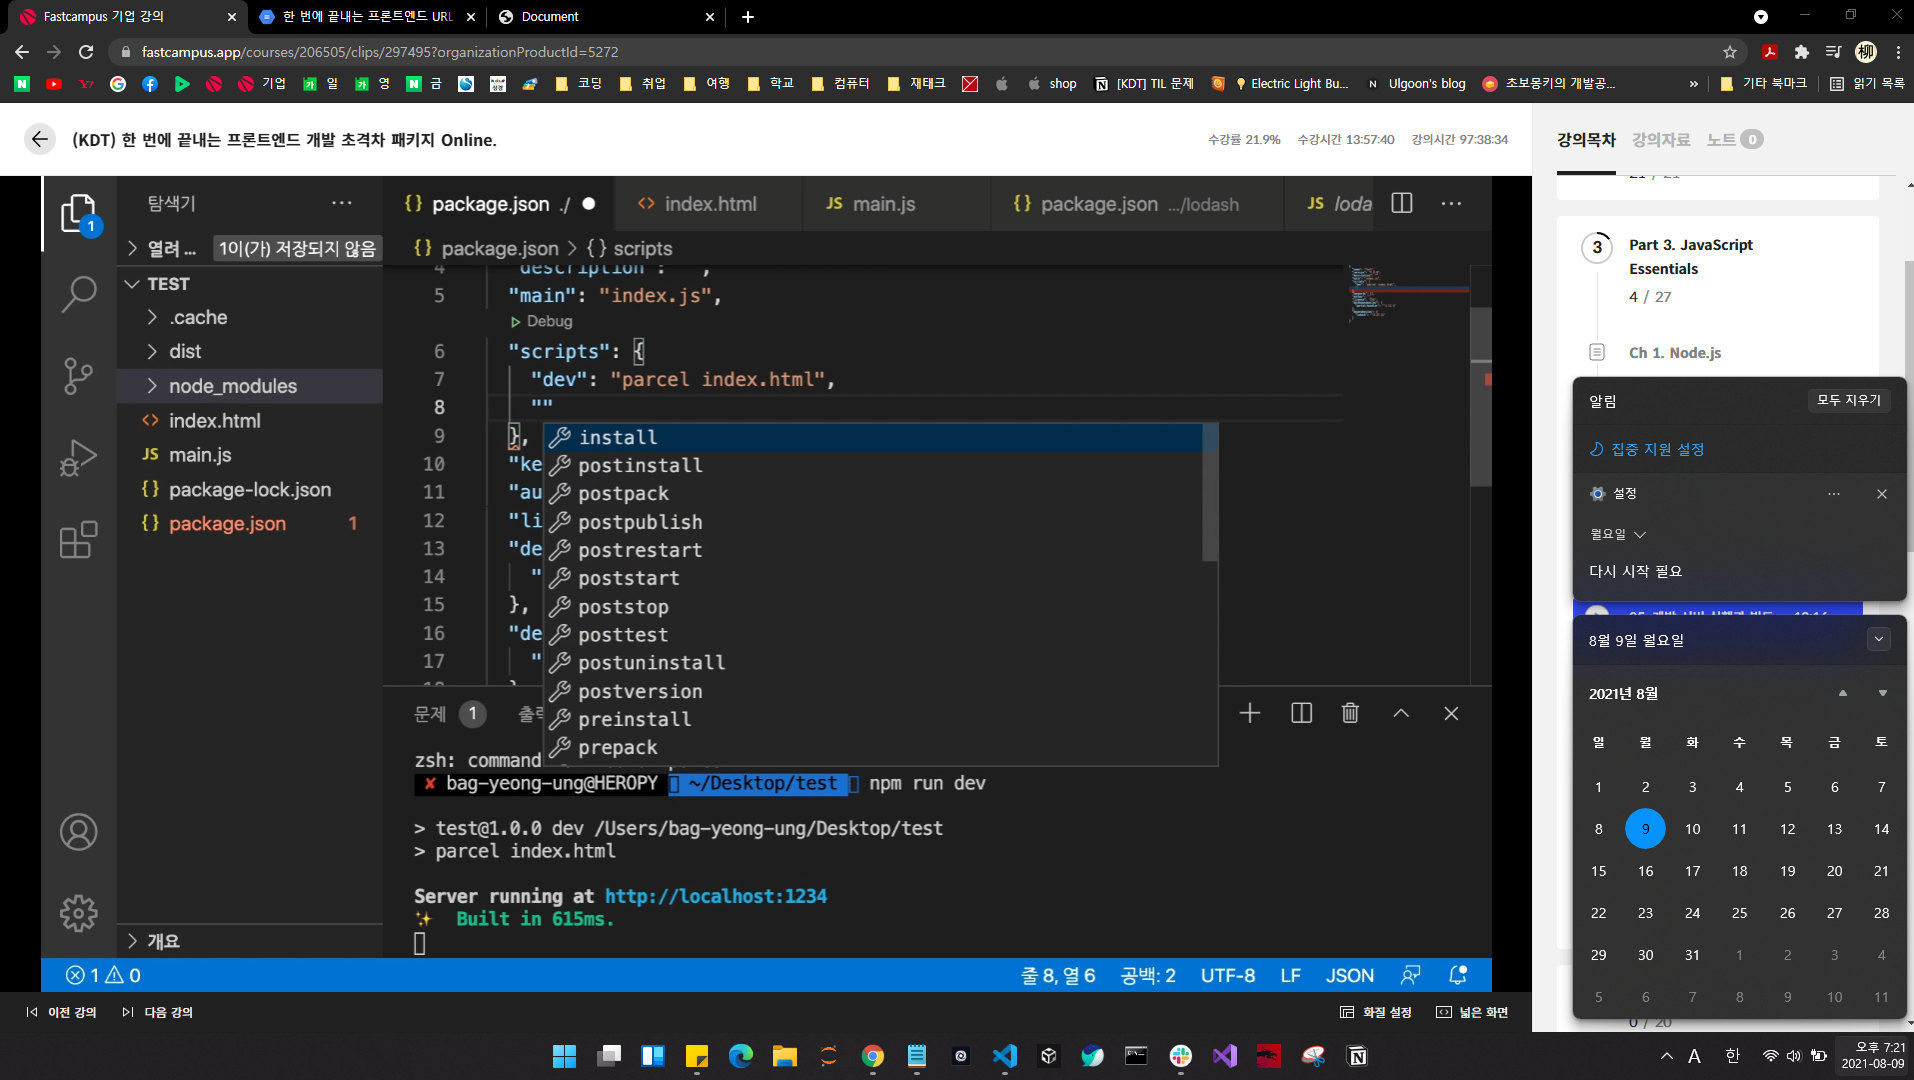 Fastcampus 기업 강의
한 번에 끝내는 프론트엔드 URL
Document
fastcampus.app/courses/206505/clips/297495?organizationProductId=5272
기업
일
영
금
코딩
취업
여행
학교
컴퓨터
재테크
shop
[KDT] TIL 문제
Electric Light Bu...
Ulgoon's blog
초보몽키의 개발공...
»
기타 북마크
읽기 목록
(KDT) 한 번에 끝내는 프론트엔드 개발 초격차 패키지 Online.
수강률 21.9% 수강시간 13:57:40 강의시간 97:38:34
강의목차 강의자료 노트 0
21 / 21
3 Part 3. JavaScript
Essentials
4 / 27
Ch 1. Node.js
탐색기 ···
1
열려 ... 1이(가) 저장되지 않음
TEST
.cache
dist
node_modules
index.html
JS main.js
{} package-lock.json
{} package.json 1
개요
{} package.json ./
<> index.html
JS main.js
{} package.json .../lodash
JS loda
{} package.json > {} scripts
4 "description": "",
5 "main": "index.js",
Debug
6 "scripts": {
7 "dev": "parcel index.html",
8 ""
9 },
10 "ke
11 "au
12 "li
13 "de
14 "
15 },
16 "de
17 "
install
postinstall
postpack
postpublish
postrestart
poststart
poststop
posttest
postuninstall
postversion
preinstall
prepack
문제 1 출력
zsh: command
✘ bag-yeong-ung@HEROPY ~/Desktop/test npm run dev
> test@1.0.0 dev /Users/bag-yeong-ung/Desktop/test
> parcel index.html
Server running at http://localhost:1234
✨ Built in 615ms.
1 0
줄 8, 열 6 공백: 2 UTF-8 LF JSON
이전 강의 다음 강의
화질 설정 넓은 화면
알림 모두 지우기
집중 지원 설정
설정 ···
월요일
다시 시작 필요
8월 9일 월요일
2021년 8월
일 월 화 수 목 금 토
1 2 3 4 5 6 7
8 9 10 11 12 13 14
15 16 17 18 19 20 21
22 23 24 25 26 27 28
29 30 31 1 2 3 4
5 6 7 8 9 10 11
0 / 20
A 한
오후 7:21
2021-08-09